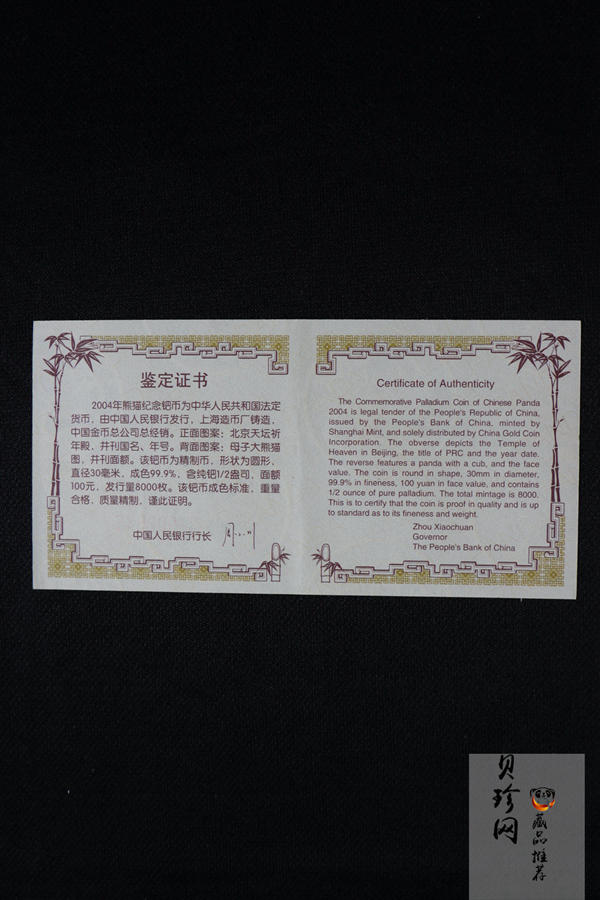 鉴定证书
2004年熊猫纪念钯币为中华人民共和国法定
货币，由中国人民银行发行，上海造币厂铸造，
中国金币总公司总经销。正面图案：北京天坛祈
年殿，并刊国名、年号。背面图案：母子大熊猫
图，并刊面额。该钯币为精制币，形状为圆形，
直径30毫米，成色99.9%，含纯钯1/2盎司，面额
100元，发行量8000枚。该钯币成色标准，重量
合格，质量精制，谨此证明。
中国人民银行行长
Certificate of Authenticity
The Commemorative Palladium Coin of Chinese Panda
2004 is legal tender of the People's Republic of China,
issued by the People's Bank of China, minted by
Shanghai Mint, and solely distributed by China Gold Coin
Incorporation. The obverse depicts the Temple of
Heaven in Beijing, the title of PRC and the year date.
The reverse features a panda with a cub, and the face
value. The coin is round in shape, 30mm in diameter,
99.9% in fineness, 100 yuan in face value, and contains
1/2 ounce of pure palladium. The total mintage is 8000.
This is to certify that the coin is proof in quality and is up
to standard as to its fineness and weight.
Zhou Xiaochuan
Governor
The People's Bank of China
贝珍网
藏品推荐